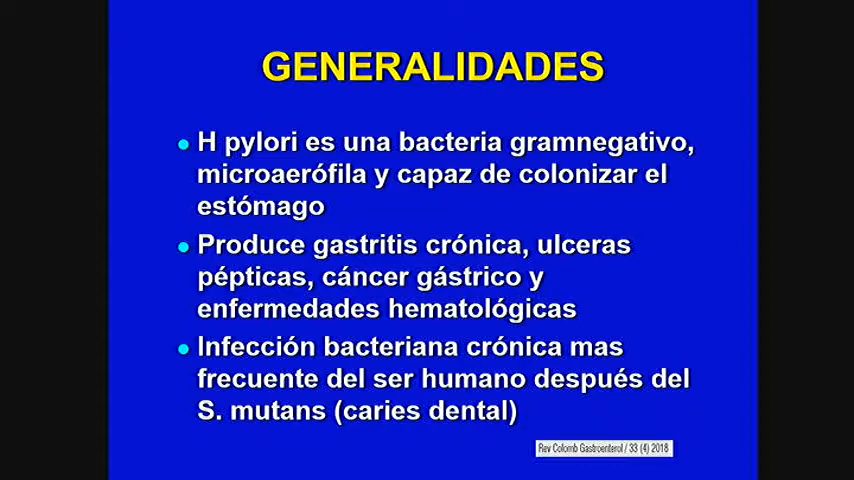 GENERALIDADES
H pylori es una bacteria gramnegativo,
microaerófila y capaz de colonizar el
estómago
Produce gastritis crónica, ulceras
pépticas, cáncer gástrico y
enfermedades hematológicas
Infección bacteriana crónica mas
frecuente del ser humano después del
S. mutans (caries dental)
Rev Colomb Gastroenterol / 33 (4) 2018